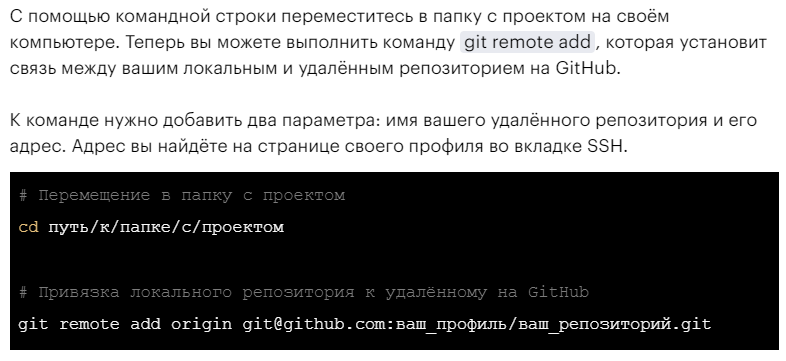 С помощью командной строки переместитесь в папку с проектом на своём
компьютере. Теперь вы можете выполнить команду git remote add, которая установит
связь между вашим локальным и удалённым репозиторием на GitHub.
К команде нужно добавить два параметра: имя вашего удалённого репозитория и его
адрес. Адрес вы найдёте на странице своего профиля во вкладке SSH.
# Перемещение в папку с проектом
cd путь/к/папке/с/проектом
# Привязка локального репозитория к удалённому на GitHub
git remote add origin git@github.com:ваш_профиль/ваш_репозиторий.git